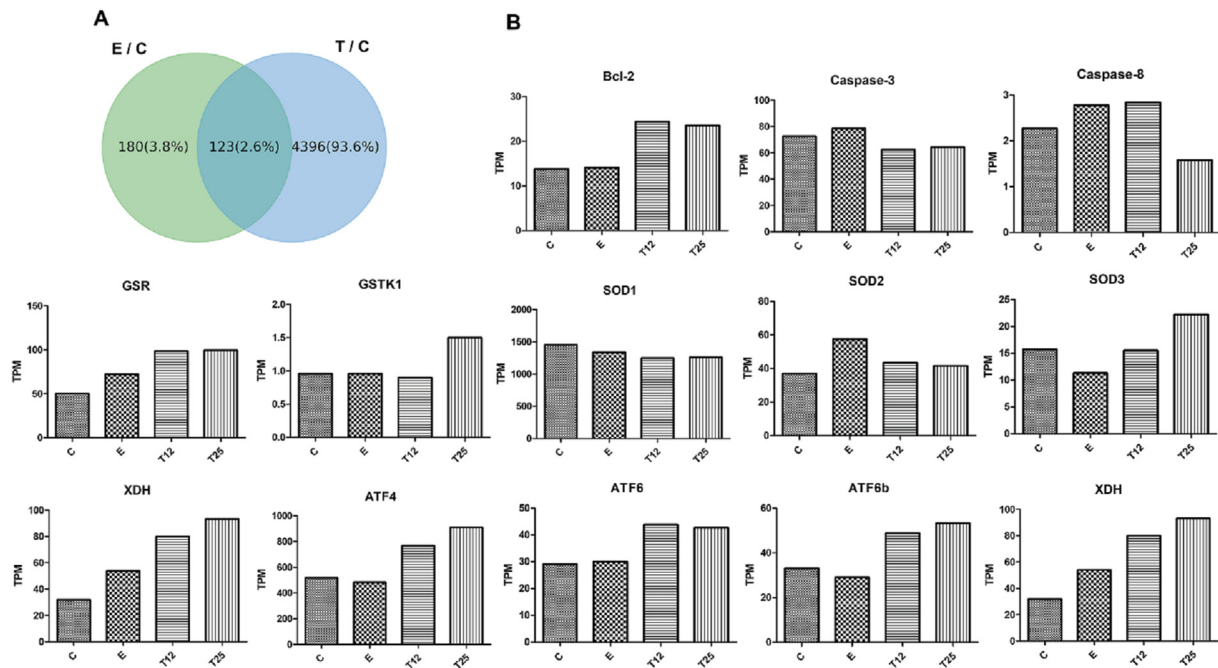 A
B
E / C
T / C
180(3.8%)
123(2.6%)
4396(93.6%)
Bcl-2
TPM
30
20
10
0
C
E
T12
T25
Caspase-3
TPM
100
80
60
40
20
0
C
E
T12
T25
Caspase-8
TPM
3
2
1
0
C
E
T12
T25
GSR
TPM
150
100
50
0
C
E
T12
T25
GSTK1
TPM
2.0
1.5
1.0
0.5
0.0
C
E
T12
T25
SOD1
TPM
2000
1500
1000
500
0
C
E
T12
T25
SOD2
TPM
80
60
40
20
0
C
E
T12
T25
SOD3
TPM
25
20
15
10
5
0
C
E
T12
T25
XDH
TPM
100
80
60
40
20
0
C
E
T12
T25
ATF4
TPM
1000
800
600
400
200
0
C
E
T12
T25
ATF6
TPM
50
40
30
20
10
0
C
E
T12
T25
ATF6b
TPM
60
40
20
0
C
E
T12
T25
XDH
TPM
100
80
60
40
20
0
C
E
T12
T25